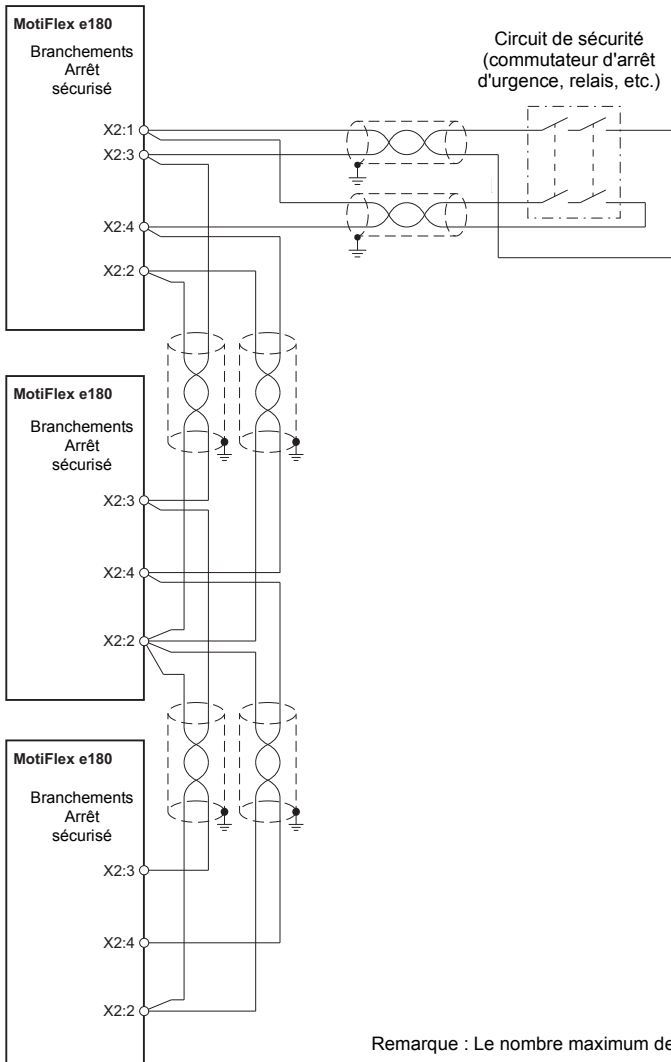 MotiFlex e180
Branchements
Arrêt
sécurisé
X2:1
X2:3
X2:4
X2:2
Circuit de sécurité
(commutateur d'arrêt
d'urgence, relais, etc.)
MotiFlex e180
Branchements
Arrêt
sécurisé
X2:3
X2:4
X2:2
MotiFlex e180
Branchements
Arrêt
sécurisé
X2:3
X2:4
X2:2
Remarque : Le nombre maximum de